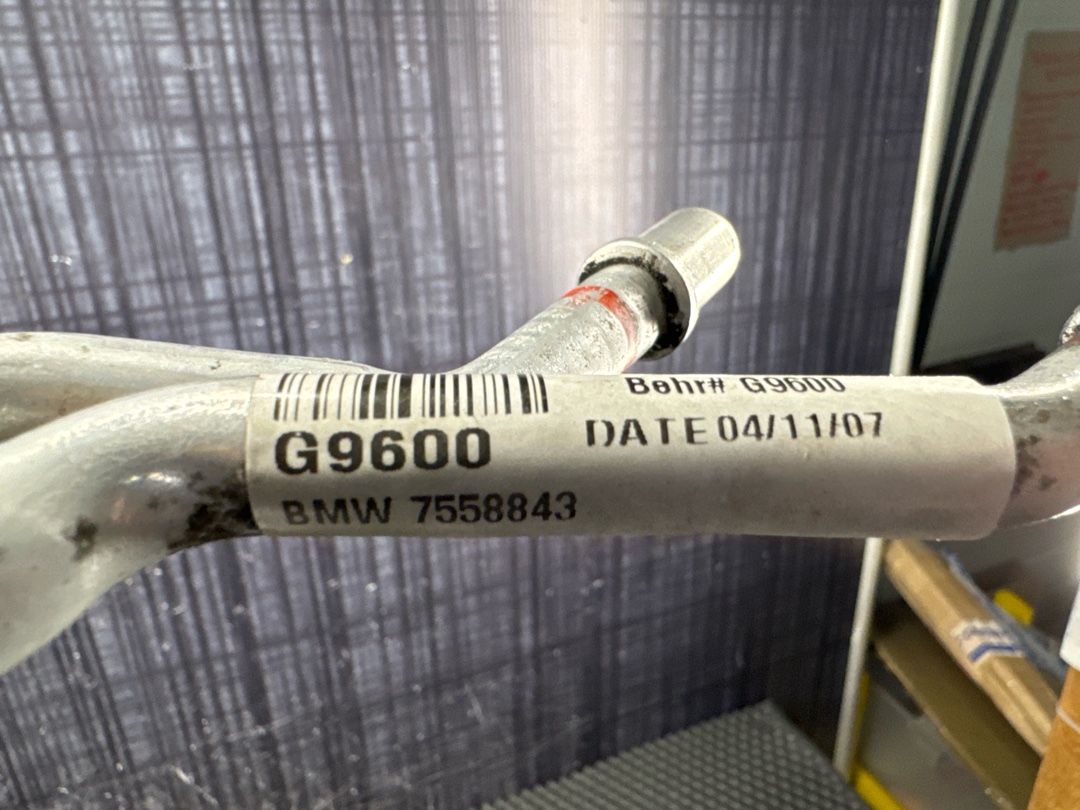 Behr# G9600
G9600
DATE 04/11/07
BMW 7558843